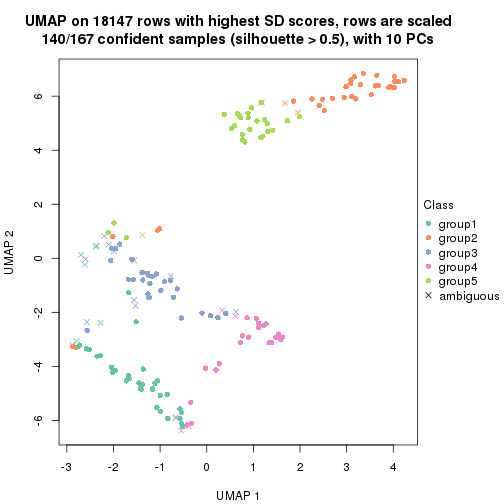 UMAP on 18147 rows with highest SD scores, rows are scaled
140/167 confident samples (silhouette > 0.5), with 10 PCs
6
4
2
0
-2
-4
-6
UMAP 2
-3
-2
-1
0
1
2
3
4
UMAP 1
Class
group1
group2
group3
group4
group5
ambiguous